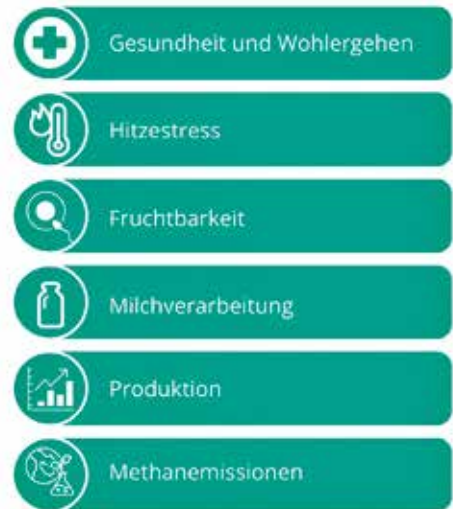 Gesundheit und Wohlergehen
Hitzestress
Fruchtbarkeit
Milchverarbeitung
Produktion
Methanemissionen